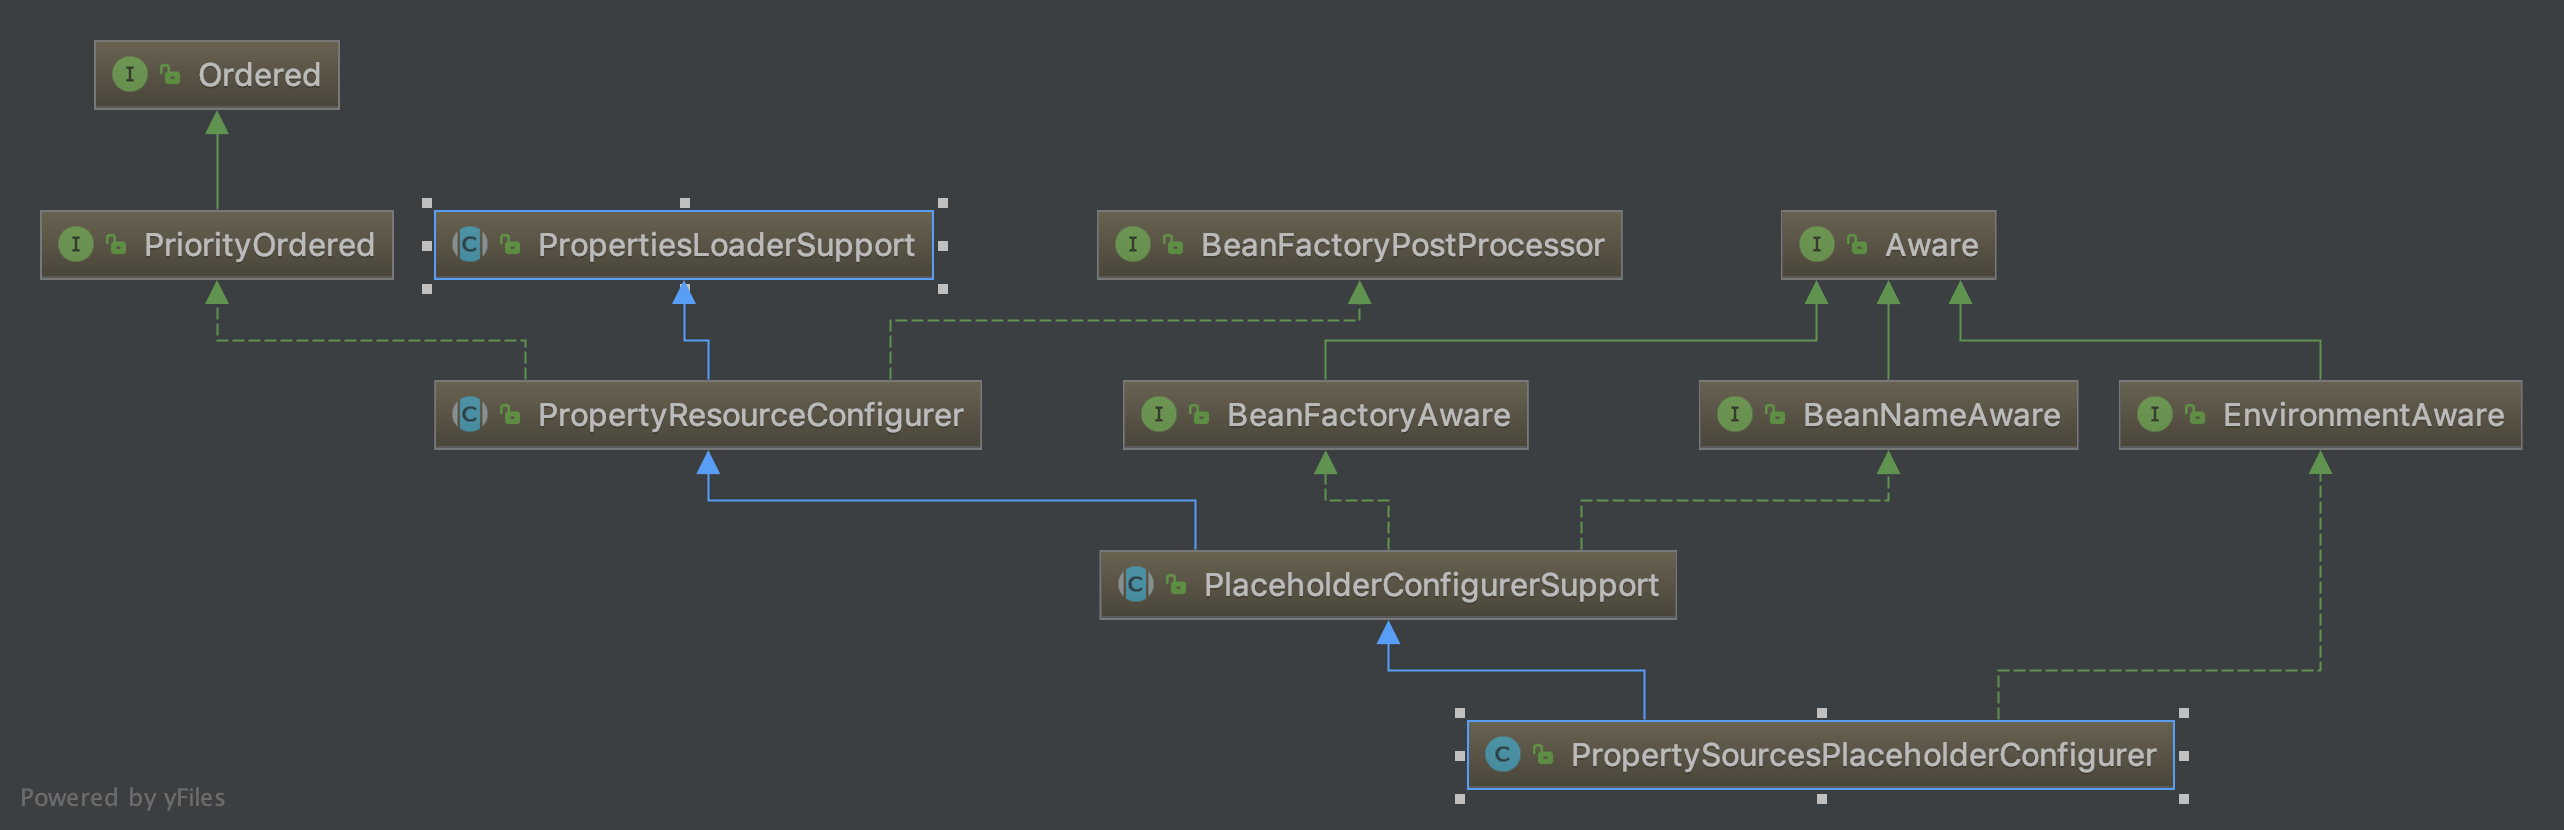 I Ordered
I PriorityOrdered
C PropertiesLoaderSupport
I BeanFactoryPostProcessor
I Aware
C PropertyResourceConfigurer
I BeanFactoryAware
I BeanNameAware
I EnvironmentAware
C PlaceholderConfigurerSupport
C PropertySourcesPlaceholderConfigurer
Powered by yFiles